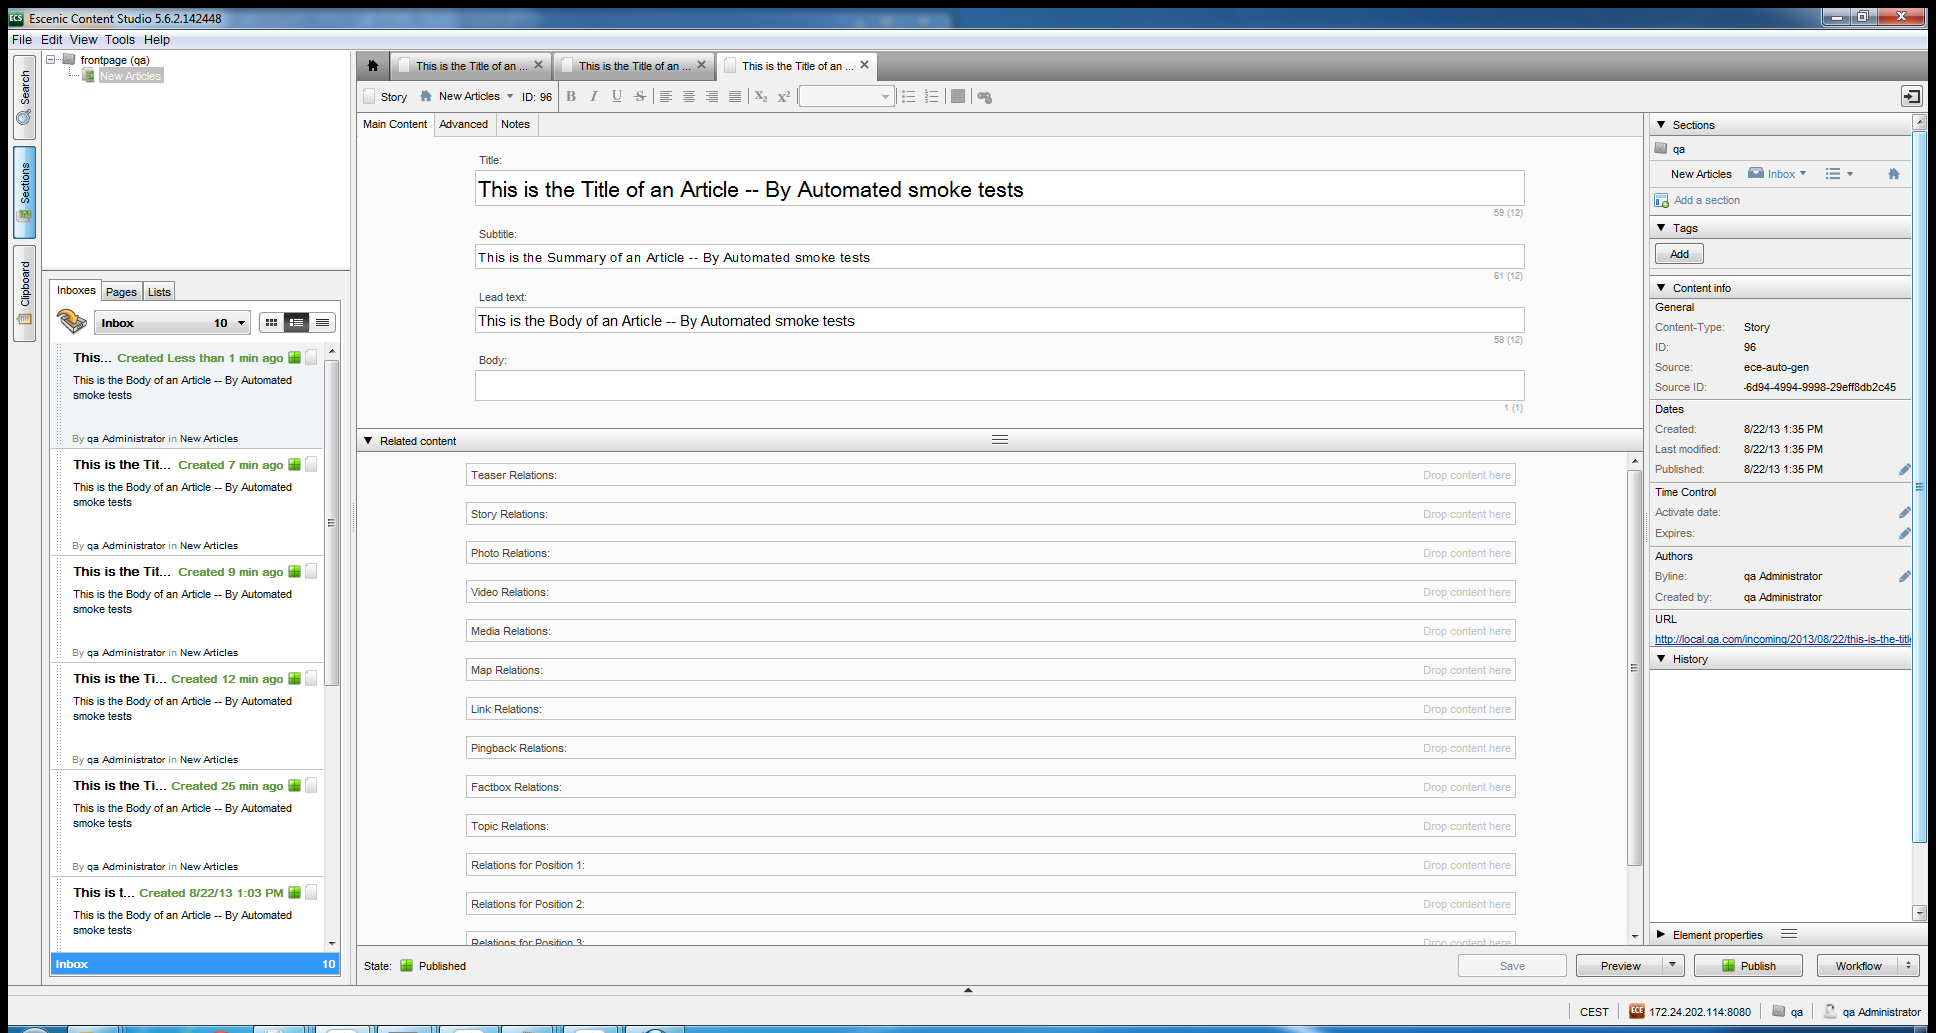 ECS Escenic Content Studio 5.6.2.142448
File Edit View Tools Help
Search
Sections
Clipboard
frontpage (qa)
New Articles
Inboxes Pages Lists
Inbox 10
This... Created Less than 1 min ago
This is the Body of an Article -- By Automated
smoke tests
By qa Administrator in New Articles
This is the Tit... Created 7 min ago
This is the Body of an Article -- By Automated
smoke tests
By qa Administrator in New Articles
This is the Tit... Created 9 min ago
This is the Body of an Article -- By Automated
smoke tests
By qa Administrator in New Articles
This is the Ti... Created 12 min ago
This is the Body of an Article -- By Automated
smoke tests
By qa Administrator in New Articles
This is the Ti... Created 25 min ago
This is the Body of an Article -- By Automated
smoke tests
By qa Administrator in New Articles
This is t... Created 8/22/13 1:03 PM
This is the Body of an Article -- By Automated
smoke tests
Inbox 10
This is the Title of an ... This is the Title of an ... This is the Title of an ...
Story New Articles ID: 96 B I U S X2 X2
Main Content Advanced Notes
Title:
This is the Title of an Article -- By Automated smoke tests
59 (12)
Subtitle:
This is the Summary of an Article -- By Automated smoke tests
61 (12)
Lead text:
This is the Body of an Article -- By Automated smoke tests
58 (12)
Body:
1 (1)
Related content
Teaser Relations: Drop content here
Story Relations: Drop content here
Photo Relations: Drop content here
Video Relations: Drop content here
Media Relations: Drop content here
Map Relations: Drop content here
Link Relations: Drop content here
Pingback Relations: Drop content here
Factbox Relations: Drop content here
Topic Relations: Drop content here
Relations for Position 1: Drop content here
Relations for Position 2: Drop content here
Relations for Position 3: Drop content here
State: Published Save Preview Publish Workflow
Sections
qa
New Articles Inbox
Add a section
Tags
Add
Content info
General
Content-Type: Story
ID: 96
Source: ece-auto-gen
Source ID: -6d94-4994-9998-29eff8db2c45
Dates
Created: 8/22/13 1:35 PM
Last modified: 8/22/13 1:35 PM
Published: 8/22/13 1:35 PM
Time Control
Activate date:
Expires:
Authors
Byline: qa Administrator
Created by: qa Administrator
URL
http://local.qa.com/incoming/2013/08/22/this-is-the-title
History
Element properties
CEST ECE 172.24.202.114:8080 qa qa Administrator